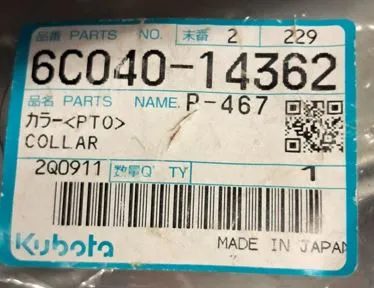 品番 PARTS NO. 末番 2 229
6C040-14362
品名 PARTS NAME. P-467
カラー<PTO>
COLLAR
2Q0911 数量Q'TY 1
Kubota MADE IN JAPAN